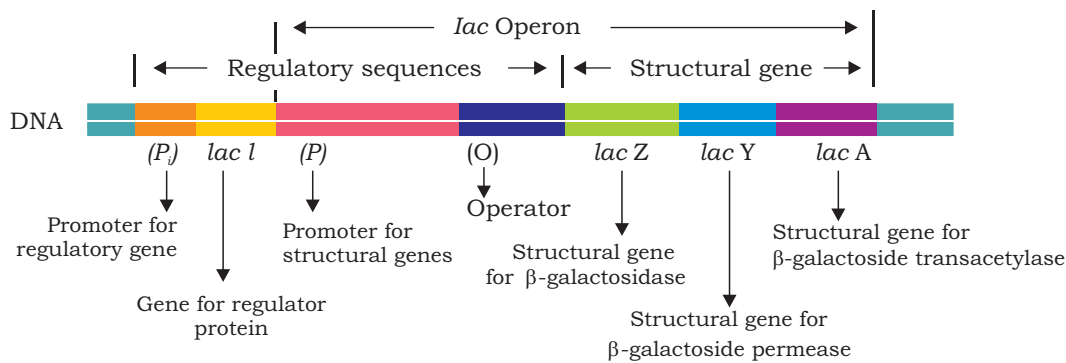 lac Operon
Regulatory sequences
Structural gene
DNA
(Pi)
lac l
(P)
(O)
lac Z
lac Y
lac A
Promoter for
regulatory gene
Gene for regulator
protein
Promoter for
structural genes
Operator
Structural gene
for β-galactosidase
Structural gene for
β-galactoside permease
Structural gene for
β-galactoside transacetylase